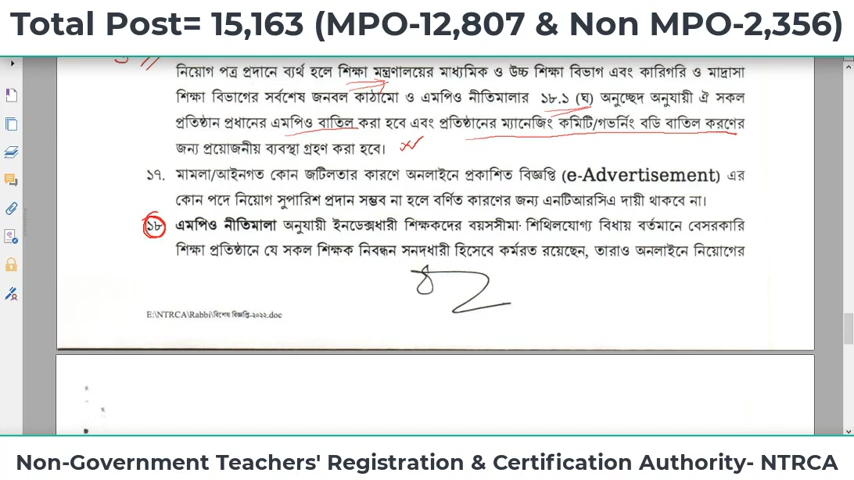 Total Post= 15,163 (MPO-12,807 & Non MPO-2,356)
নিয়োগ পত্র প্রদানে ব্যর্থ হলে শিক্ষা মন্ত্রণালয়ের মাধ্যমিক ও উচ্চ শিক্ষা বিভাগ এবং কারিগরি ও মাদ্রাসা
শিক্ষা বিভাগের সর্বশেষ জনবল কাঠামো ও এমপিও নীতিমালার ১৮.১ (ঘ) অনুচ্ছেদ অনুযায়ী ঐ সকল
প্রতিষ্ঠান প্রধানের এমপিও বাতিল করা হবে এবং প্রতিষ্ঠানের ম্যানেজিং কমিটি/গভর্নিং বডি বাতিল করণের
জন্য প্রয়োজনীয় ব্যবস্থা গ্রহণ করা হবে।
১৭. মামলা/আইনগত কোন জটিলতার কারণে অনলাইনে প্রকাশিত বিজ্ঞপ্তি (e-Advertisement) এর
কোন পদে নিয়োগ সুপারিশ প্রদান সম্ভব না হলে বর্ণিত কারণের জন্য এনটিআরসিএ দায়ী থাকবে না।
১৮ এমপিও নীতিমালা অনুযায়ী ইনডেক্সধারী শিক্ষকদের বয়সসীমা শিথিলযোগ্য বিধায় বর্তমানে বেসরকারি
শিক্ষা প্রতিষ্ঠানে যে সকল শিক্ষক নিবন্ধন সনদধারী হিসেবে কর্মরত রয়েছেন, তারাও অনলাইনে নিয়োগের
E:\NTRCA\Rabbi\বিশেষ বিজ্ঞপ্তি-২০২২.doc
Non-Government Teachers' Registration & Certification Authority- NTRCA